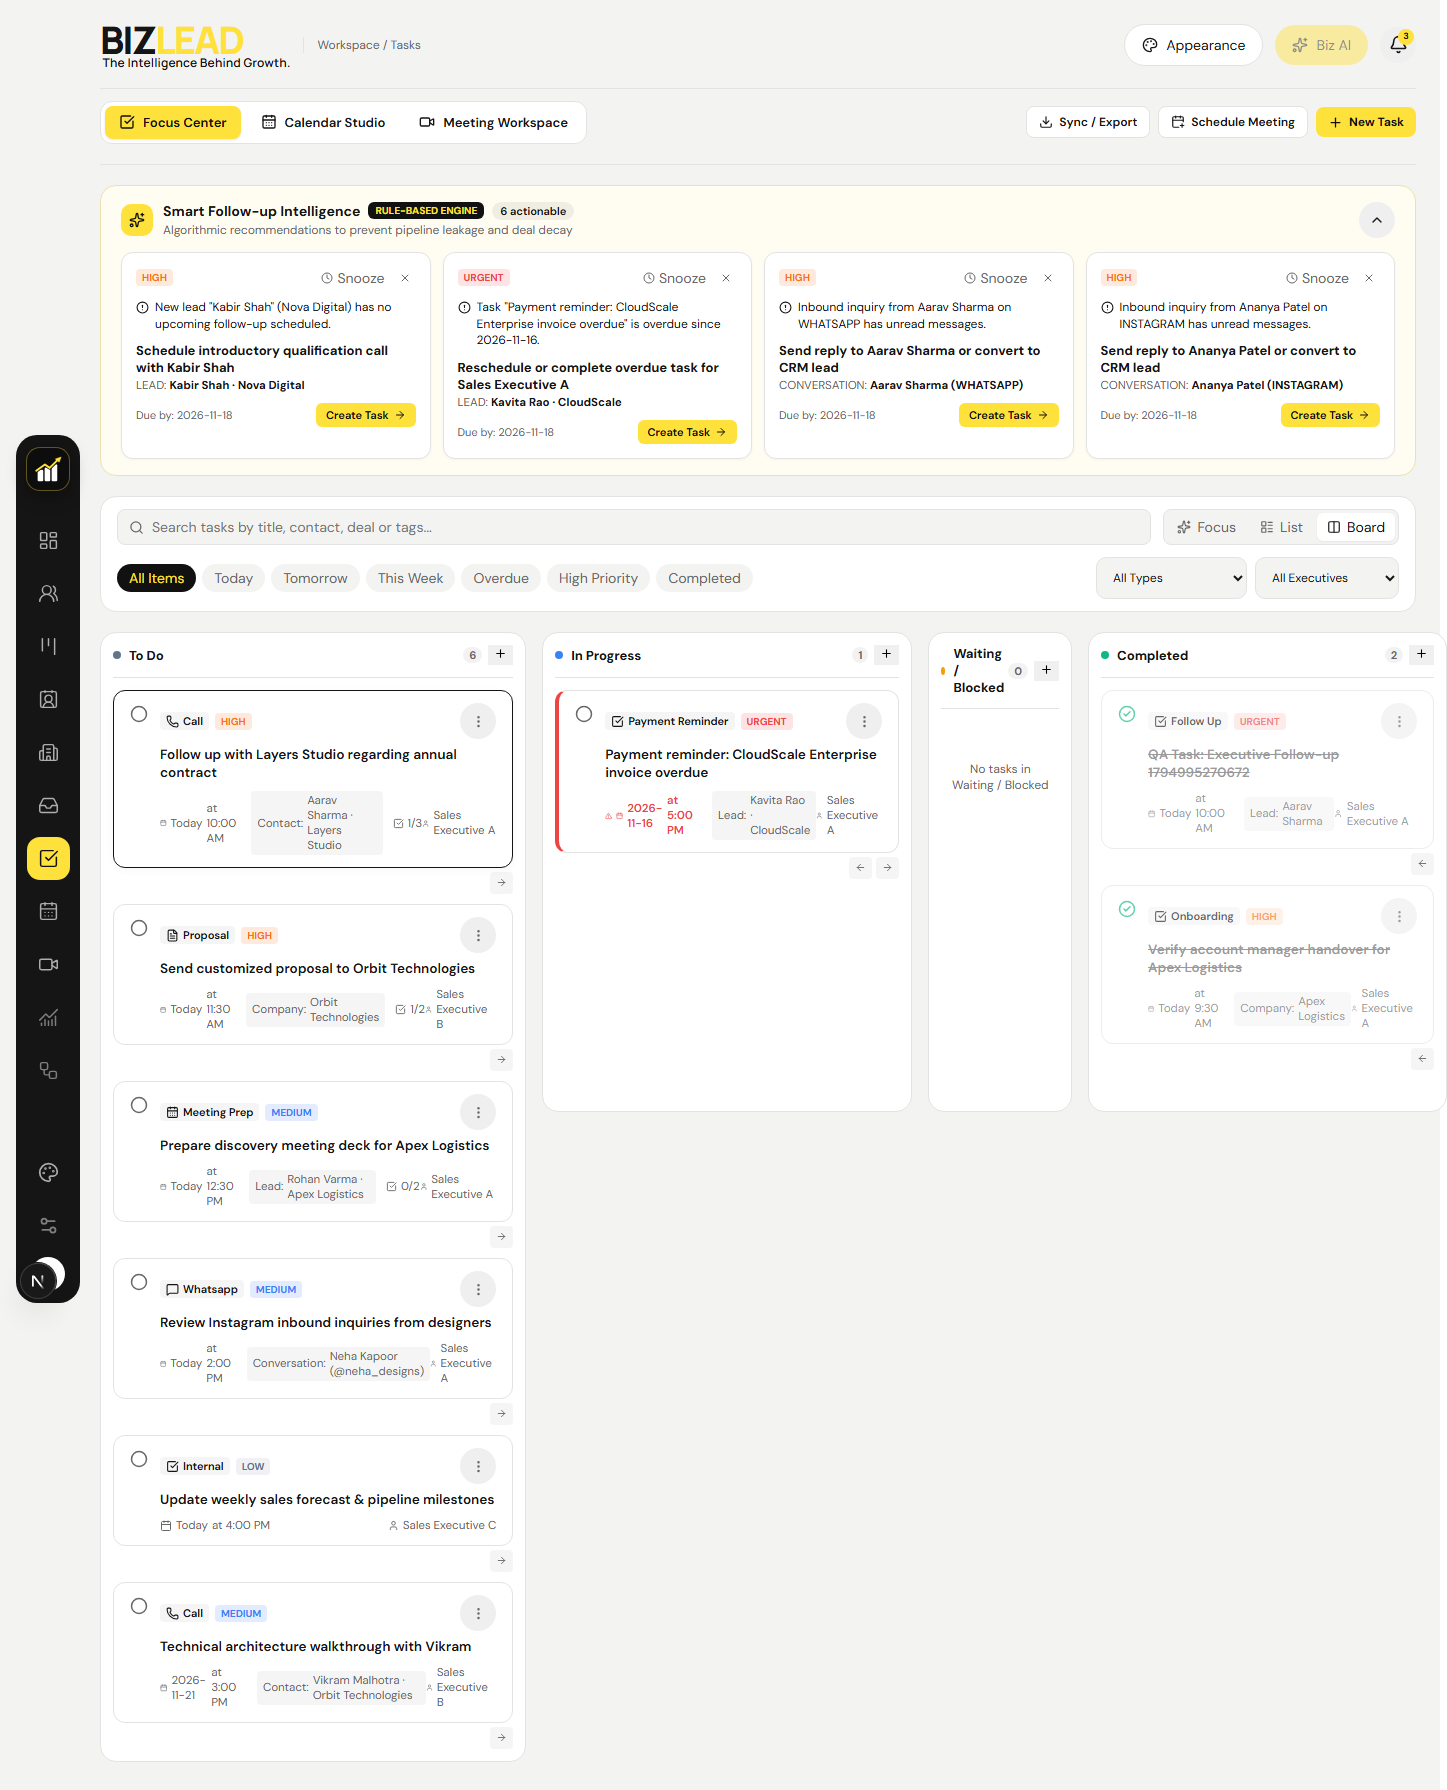 BIZLEAD
The Intelligence Behind Growth.
Workspace / Tasks
Appearance
Biz AI
3
Focus Center
Calendar Studio
Meeting Workspace
Sync / Export
Schedule Meeting
New Task
Smart Follow-up Intelligence
RULE-BASED ENGINE
6 actionable
Algorithmic recommendations to prevent pipeline leakage and deal decay
HIGH
Snooze
New lead "Kabir Shah" (Nova Digital) has no
upcoming follow-up scheduled.
Schedule introductory qualification call
with Kabir Shah
LEAD: Kabir Shah · Nova Digital
Due by: 2026-11-18
Create Task
URGENT
Snooze
Task "Payment reminder: CloudScale
Enterprise invoice overdue" is overdue since
2026-11-16.
Reschedule or complete overdue task for
Sales Executive A
LEAD: Kavita Rao · CloudScale
Due by: 2026-11-18
Create Task
HIGH
Snooze
Inbound inquiry from Aarav Sharma on
WHATSAPP has unread messages.
Send reply to Aarav Sharma or convert to
CRM lead
CONVERSATION: Aarav Sharma (WHATSAPP)
Due by: 2026-11-18
Create Task
HIGH
Snooze
Inbound inquiry from Ananya Patel on
INSTAGRAM has unread messages.
Send reply to Ananya Patel or convert to
CRM lead
CONVERSATION: Ananya Patel (INSTAGRAM)
Due by: 2026-11-18
Create Task
Search tasks by title, contact, deal or tags...
Focus
List
Board
All Items
Today
Tomorrow
This Week
Overdue
High Priority
Completed
All Types
All Executives
To Do
6
Call
HIGH
Follow up with Layers Studio regarding annual
contract
Today
at
10:00
AM
Contact:
Aarav
Sharma ·
Layers
Studio
1/3
Sales
Executive A
Proposal
HIGH
Send customized proposal to Orbit Technologies
Today
at
11:30
AM
Company:
Orbit
Technologies
1/2
Sales
Executive
B
Meeting Prep
MEDIUM
Prepare discovery meeting deck for Apex Logistics
Today
at
12:30
PM
Lead:
Rohan Varma ·
Apex Logistics
0/2
Sales
Executive A
Whatsapp
MEDIUM
Review Instagram inbound inquiries from designers
Today
at
2:00
PM
Conversation:
Neha Kapoor
(@neha_designs)
Sales
Executive
A
Internal
LOW
Update weekly sales forecast & pipeline milestones
Today at 4:00 PM
Sales Executive C
Call
MEDIUM
Technical architecture walkthrough with Vikram
2026-
11-21
at
3:00
PM
Contact:
Vikram Malhotra ·
Orbit Technologies
Sales
Executive
B
In Progress
1
Payment Reminder
URGENT
Payment reminder: CloudScale Enterprise
invoice overdue
2026-
11-16
at
5:00
PM
Lead:
Kavita Rao
·
CloudScale
Sales
Executive
A
Waiting
/
Blocked
0
No tasks in
Waiting / Blocked
Completed
2
Follow Up
URGENT
QA Task: Executive Follow-up
1794995270672
Today
at
10:00
AM
Lead:
Aarav
Sharma
Sales
Executive A
Onboarding
HIGH
Verify account manager handover for
Apex Logistics
Today
at
9:30
AM
Company:
Apex
Logistics
Sales
Executive
A
N